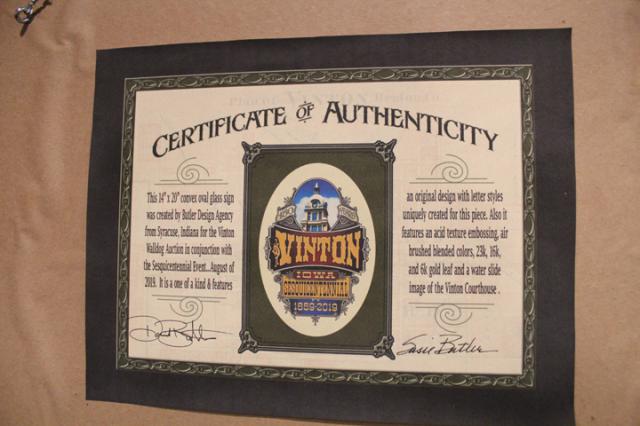 CERTIFICATE OF AUTHENTICITY
This 14" x 20" convex oval glass sign
was created by Butler Design Agency
from Syracuse, Indiana for the Vinton
Walldog Auction in conjunction with
the Sesquicentennial Event...August of
2019. It is a one of a kind & features
VINTON
IOWA
SESQUICENTENNIAL
1869-2019
an original design with letter styles
uniquely created for this piece. Also it
features an acid texture embossing, air
brushed blended colors, 23k, 16k,
and 6k gold leaf and a water slide
image of the Vinton Courthouse.
Susie Butler